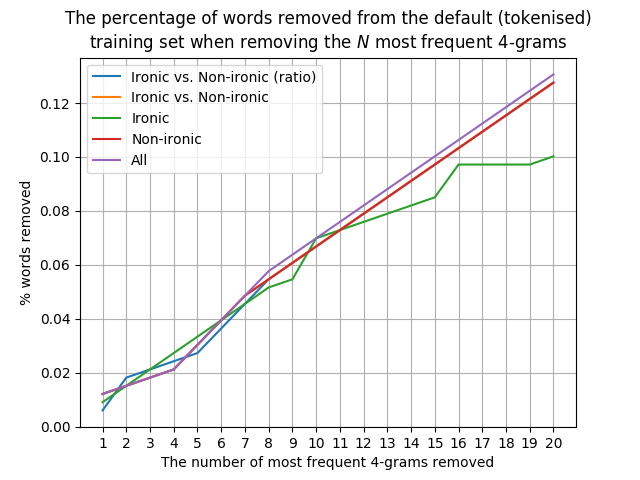 The percentage of words removed from the default (tokenised)
training set when removing the N most frequent 4-grams
Ironic vs. Non-ironic (ratio)
Ironic vs. Non-ironic
Ironic
Non-ironic
All
% words removed
0.12
0.10
0.08
0.06
0.04
0.02
0.00
1 2 3 4 5 6 7 8 9 10 11 12 13 14 15 16 17 18 19 20
The number of most frequent 4-grams removed